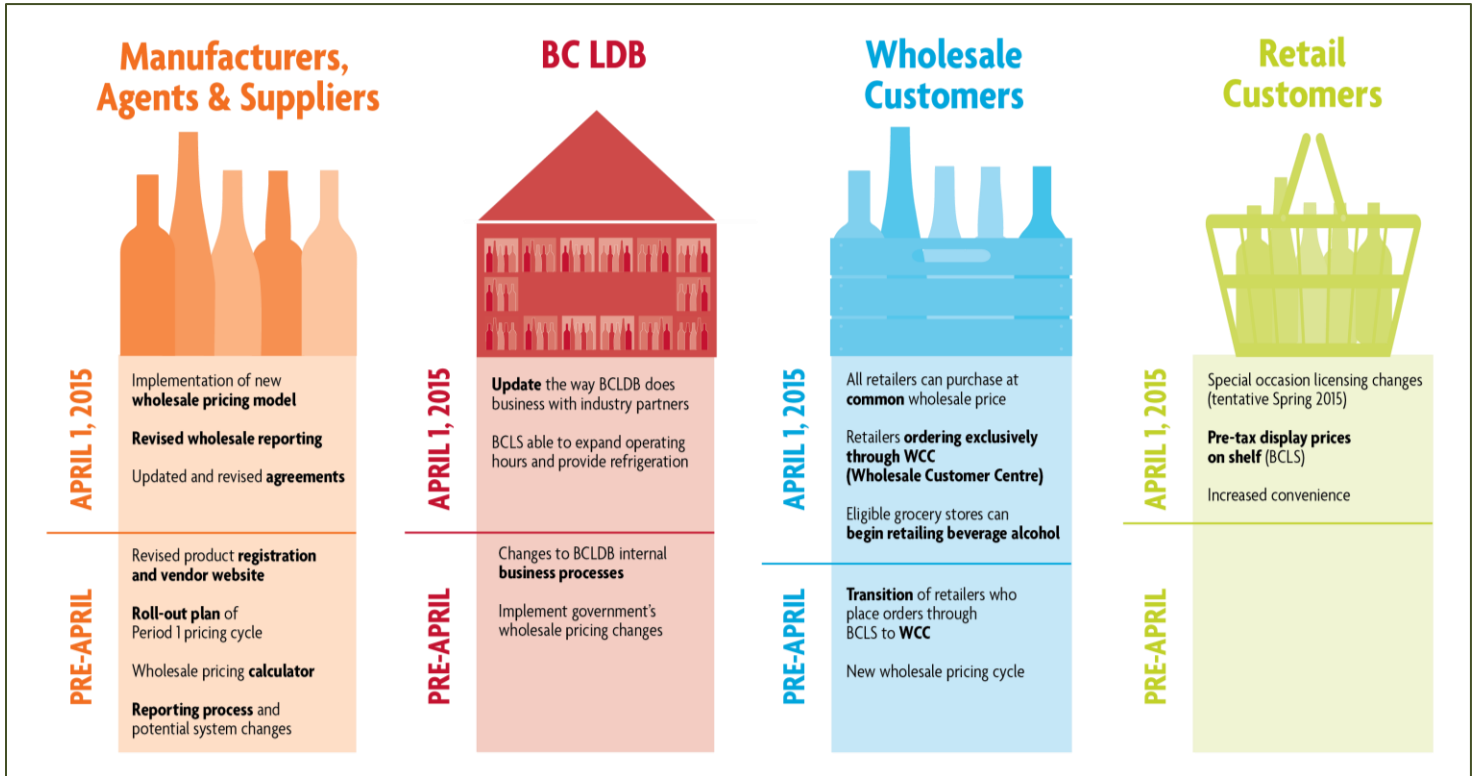 Manufacturers,
Agents & Suppliers
APRIL 1, 2015
Implementation of new
wholesale pricing model
Revised wholesale reporting
Updated and revised agreements
PRE-APRIL
Revised product registration
and vendor website
Roll-out plan of
Period 1 pricing cycle
Wholesale pricing calculator
Reporting process and
potential system changes
BC LDB
APRIL 1, 2015
Update the way BCLDB does
business with industry partners
BCLS able to expand operating
hours and provide refrigeration
PRE-APRIL
Changes to BCLDB internal
business processes
Implement government’s
wholesale pricing changes
Wholesale
Customers
APRIL 1, 2015
All retailers can purchase at
common wholesale price
Retailers ordering exclusively
through WCC
(Wholesale Customer Centre)
Eligible grocery stores can
begin retailing beverage alcohol
PRE-APRIL
Transition of retailers who
place orders through
BCLS to WCC
New wholesale pricing cycle
Retail
Customers
APRIL 1, 2015
Special occasion licensing changes
(tentative Spring 2015)
Pre-tax display prices
on shelf (BCLS)
Increased convenience
PRE-APRIL